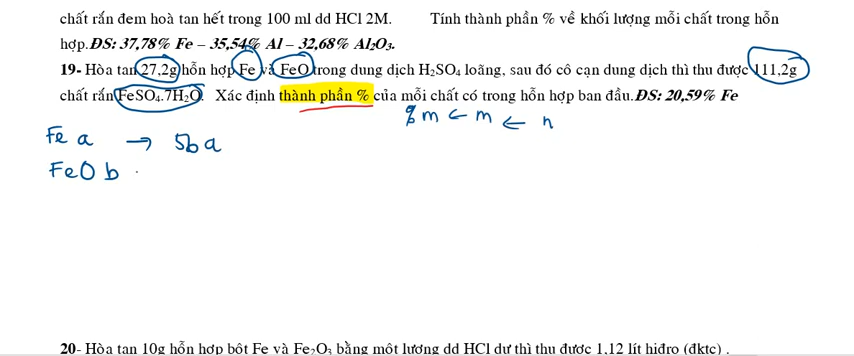 chất rắn đem hoà tan hết trong 100 ml dd HCl 2M. Tính thành phần % về khối lượng mỗi chất trong hỗn
hợp.ĐS: 37,78% Fe – 35,54% Al – 32,68% Al₂O₃.
19- Hòa tan 27,2g hỗn hợp Fe và FeO trong dung dịch H₂SO₄ loãng, sau đó cô cạn dung dịch thì thu được 111,2g
chất rắn FeSO₄.7H₂O. Xác định thành phần % của mỗi chất có trong hỗn hợp ban đầu.ĐS: 20,59% Fe
%m ← m ← n
Fe a → 56a
FeO b
20- Hòa tan 10g hỗn hợp bột Fe và Fe₂O₃ bằng một lượng dd HCl dư thì thu được 1,12 lít hiđro (đktc) .